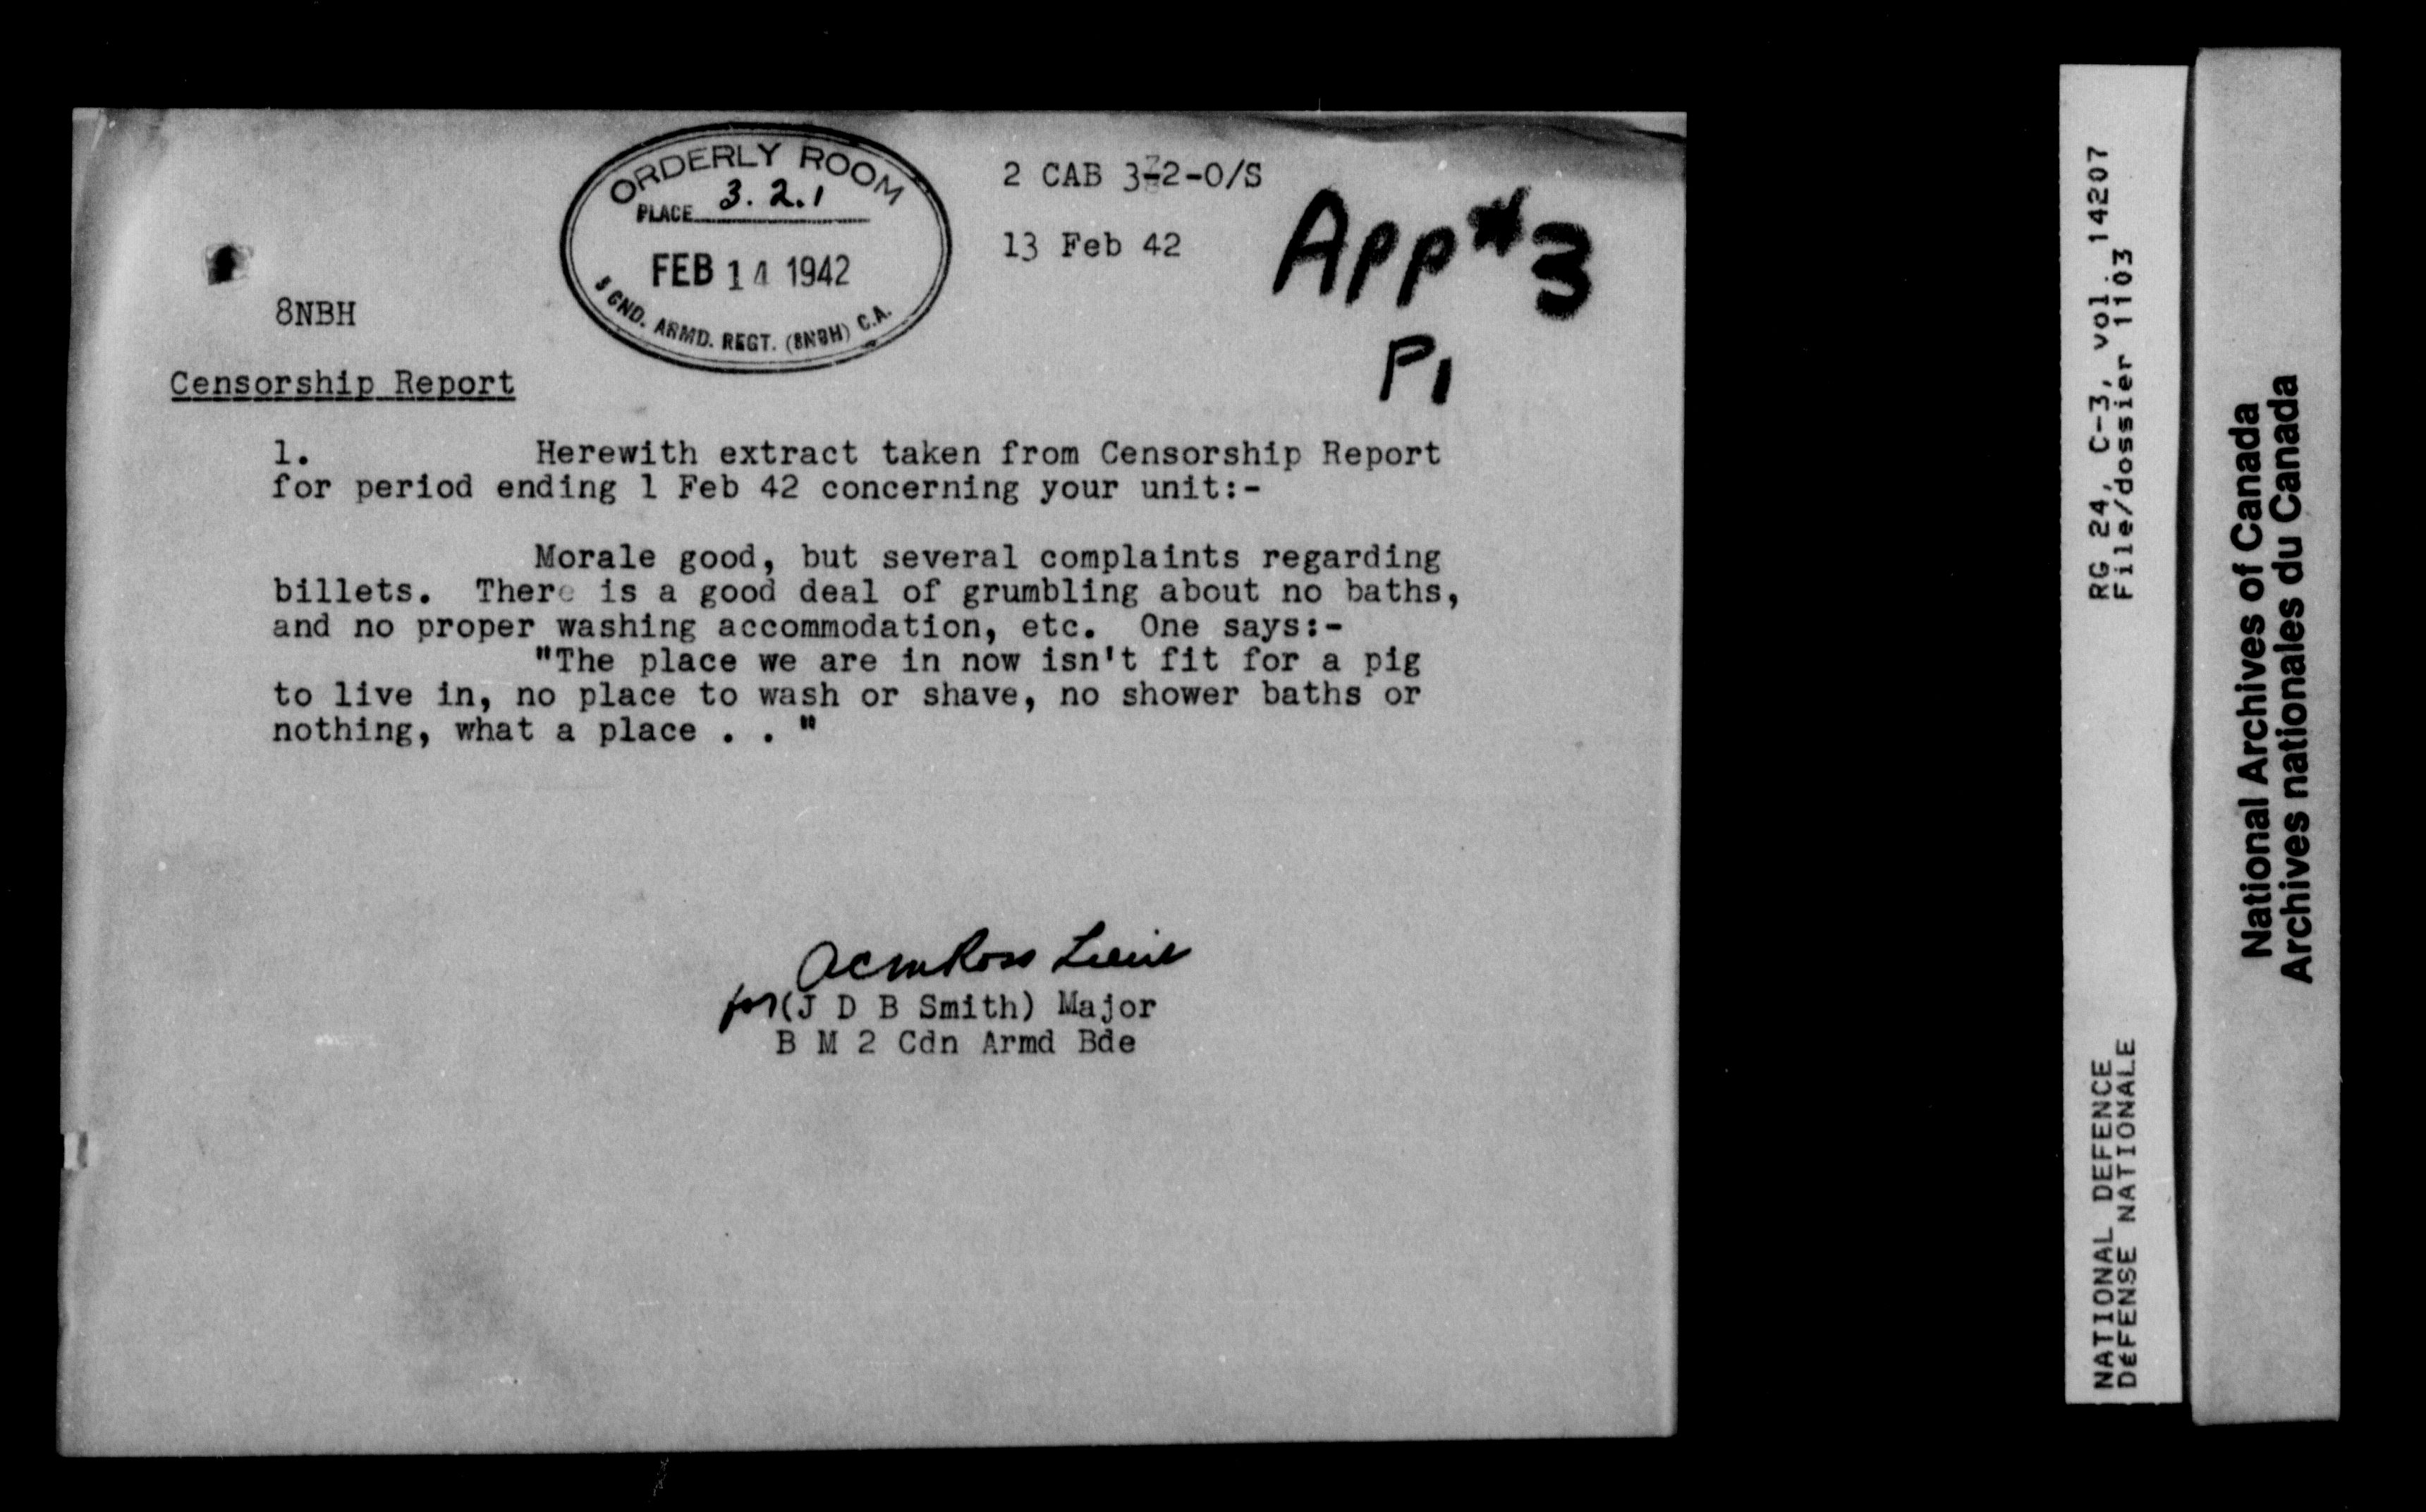 ORDERLY ROOM
PLACE 3.2.1
FEB 14 1942
CND. ARMD. REGT. (8NBH) C.A.
2 CAB 3-2-O/S
13 Feb 42
App #3
P1
8NBH
Censorship Report
1. Herewith extract taken from Censorship Report
for period ending 1 Feb 42 concerning your unit:-
Morale good, but several complaints regarding
billets. There is a good deal of grumbling about no baths,
and no proper washing accommodation, etc. One says:-
"The place we are in now isn't fit for a pig
to live in, no place to wash or shave, no shower baths or
nothing, what a place . . "
ACM Ross Lieut
for (J D B Smith) Major
B M 2 Cdn Armd Bde
RG 24, C-3, vol. 14207
File/dossier 1103
NATIONAL DEFENCE
DÉFENSE NATIONALE
National Archives of Canada
Archives nationales du Canada